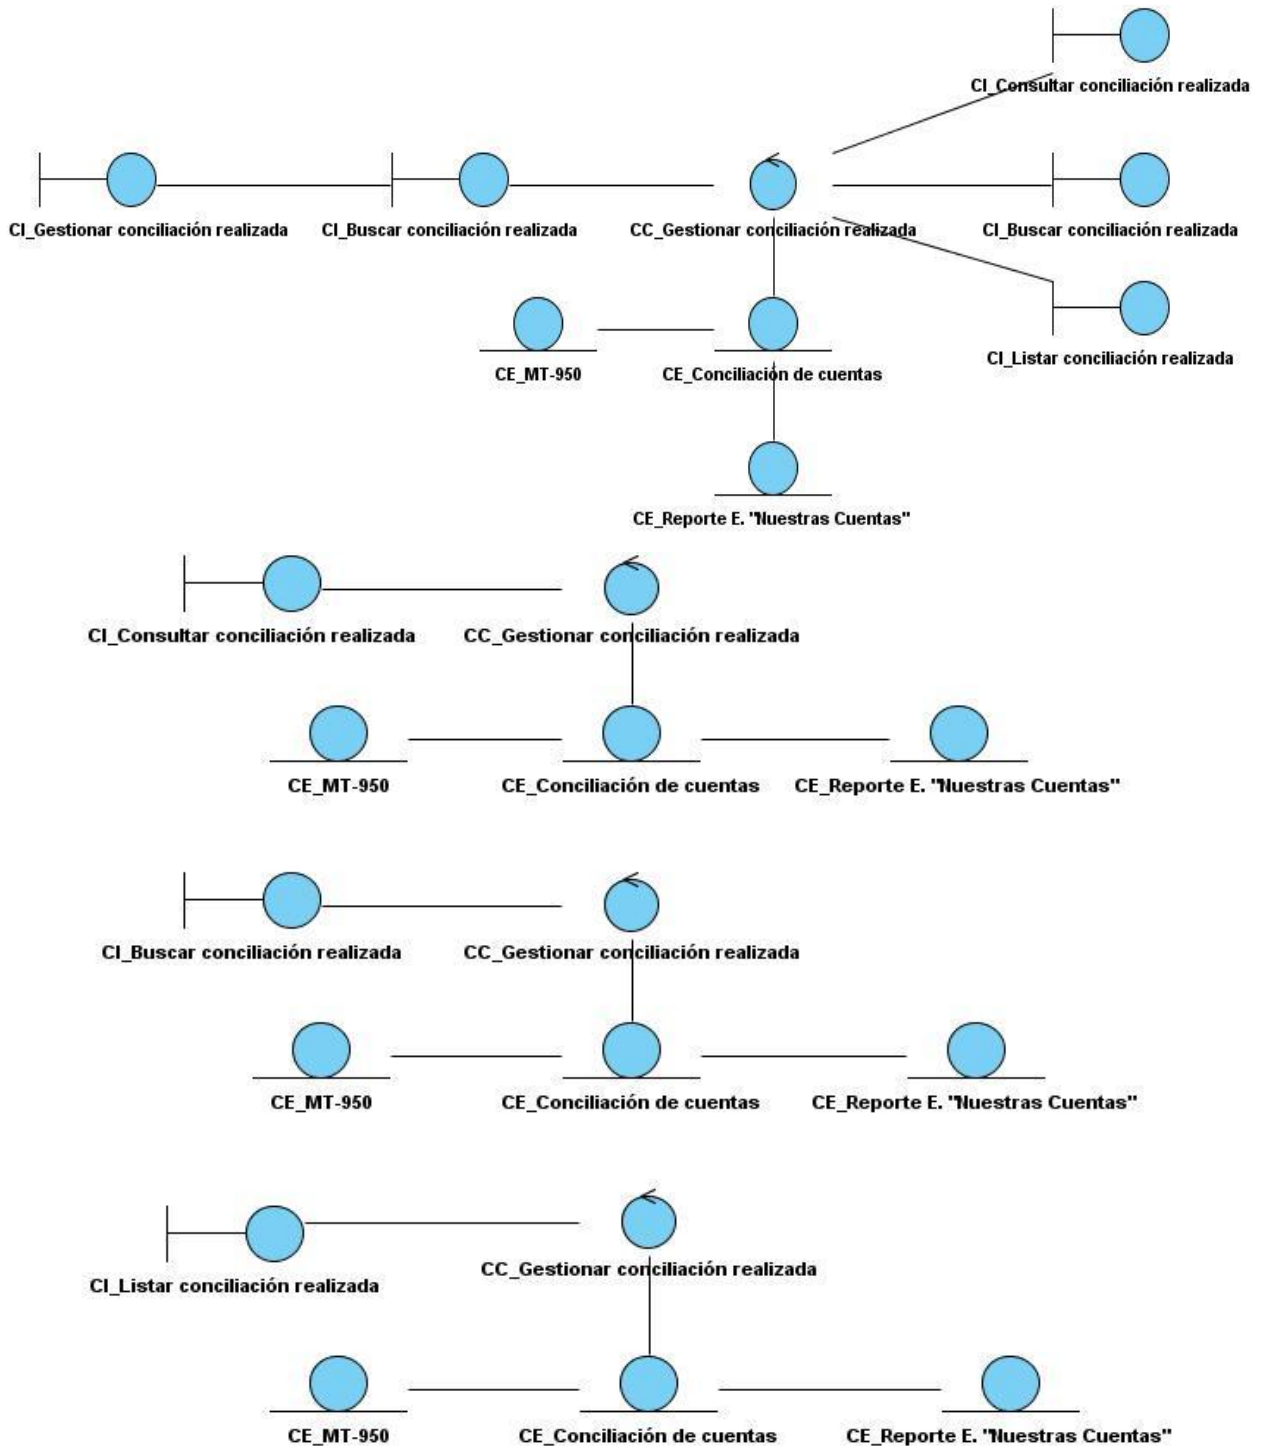 CI_Consultar conciliación realizada
CI_Gestionar conciliación realizada
CI_Buscar conciliación realizada
CC_Gestionar conciliación realizada
CI_Buscar conciliación realizada
CI_Listar conciliación realizada
CE_MT-950
CE_Conciliación de cuentas
CE_Reporte E. "Nuestras Cuentas"
CI_Consultar conciliación realizada
CC_Gestionar conciliación realizada
CE_MT-950
CE_Conciliación de cuentas
CE_Reporte E. "Nuestras Cuentas"
CI_Buscar conciliación realizada
CC_Gestionar conciliación realizada
CE_MT-950
CE_Conciliación de cuentas
CE_Reporte E. "Nuestras Cuentas"
CC_Gestionar conciliación realizada
CI_Listar conciliación realizada
CE_MT-950
CE_Conciliación de cuentas
CE_Reporte E. "Nuestras Cuentas"